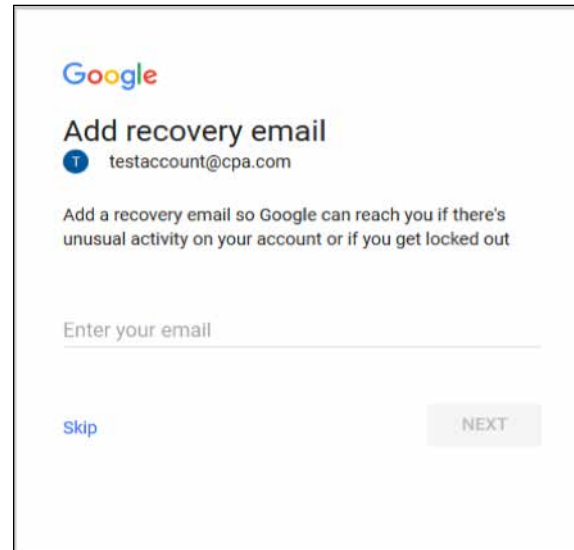 Google
Add recovery email
T testaccount@cpa.com
Add a recovery email so Google can reach you if there's
unusual activity on your account or if you get locked out
Enter your email
Skip NEXT